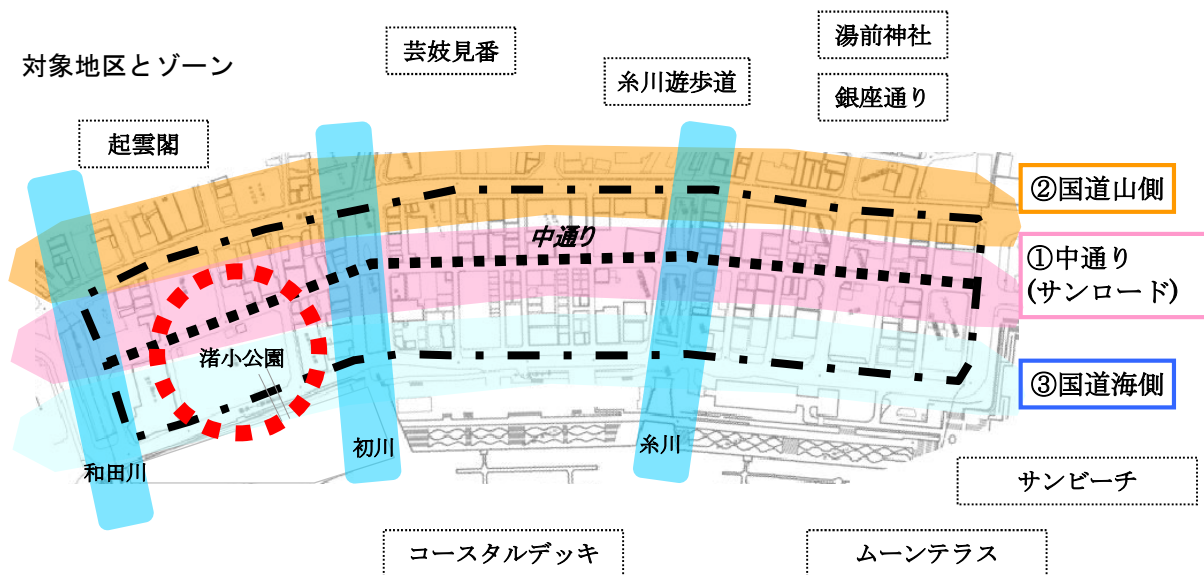 対象地区とゾーン
芸妓見番
湯前神社
糸川遊歩道
銀座通り
起雲閣
②国道山側
中通り
①中通り
(サンロード)
渚小公園
③国道海側
初川
糸川
和田川
サンビーチ
コースタルデッキ
ムーンテラス